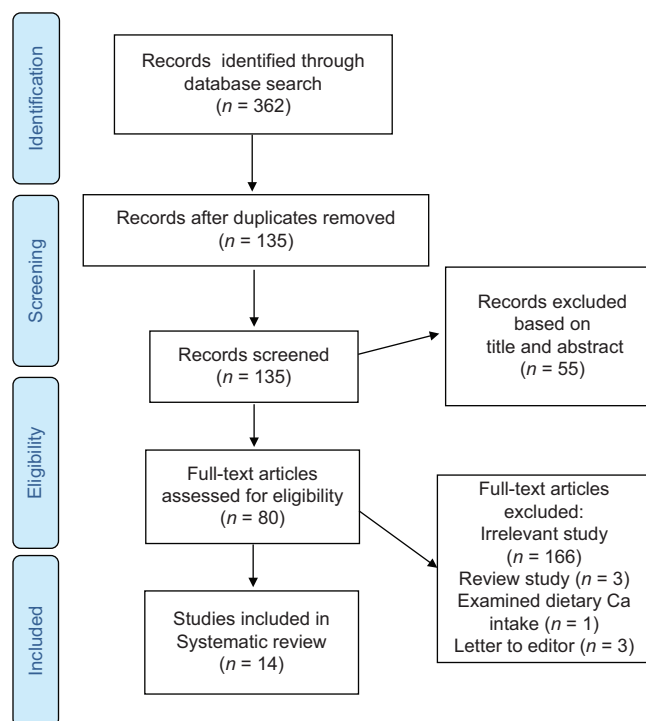 Identification
Records identified through
database search
(n = 362)
Screening
Records after duplicates removed
(n = 135)
Records screened
(n = 135)
Records excluded
based on
title and abstract
(n = 55)
Eligibility
Full-text articles
assessed for eligibility
(n = 80)
Full-text articles
excluded:
Irrelevant study
(n = 166)
Review study (n = 3)
Examined dietary Ca
intake (n = 1)
Letter to editor (n = 3)
Included
Studies included in
Systematic review
(n = 14)